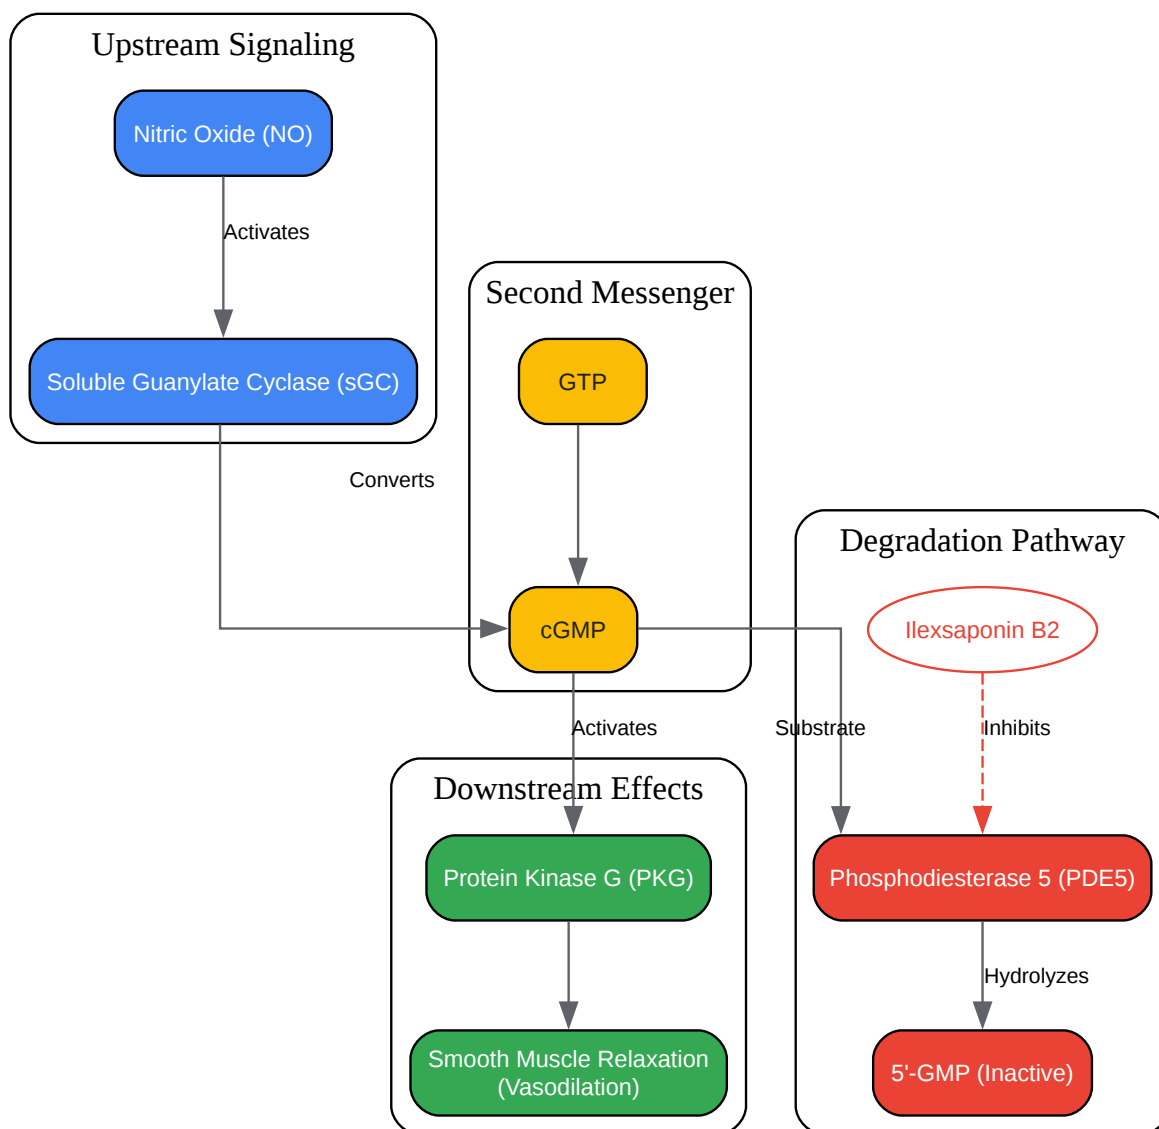 Upstream Signaling
Nitric Oxide (NO)
Activates
Soluble Guanylate Cyclase (sGC)
Converts
Second Messenger
GTP
cGMP
Activates
Substrate
Degradation Pathway
Ilexsaponin B2
Inhibits
Phosphodiesterase 5 (PDE5)
Hydrolyzes
5'-GMP (Inactive)
Downstream Effects
Protein Kinase G (PKG)
Smooth Muscle Relaxation
(Vasodilation)